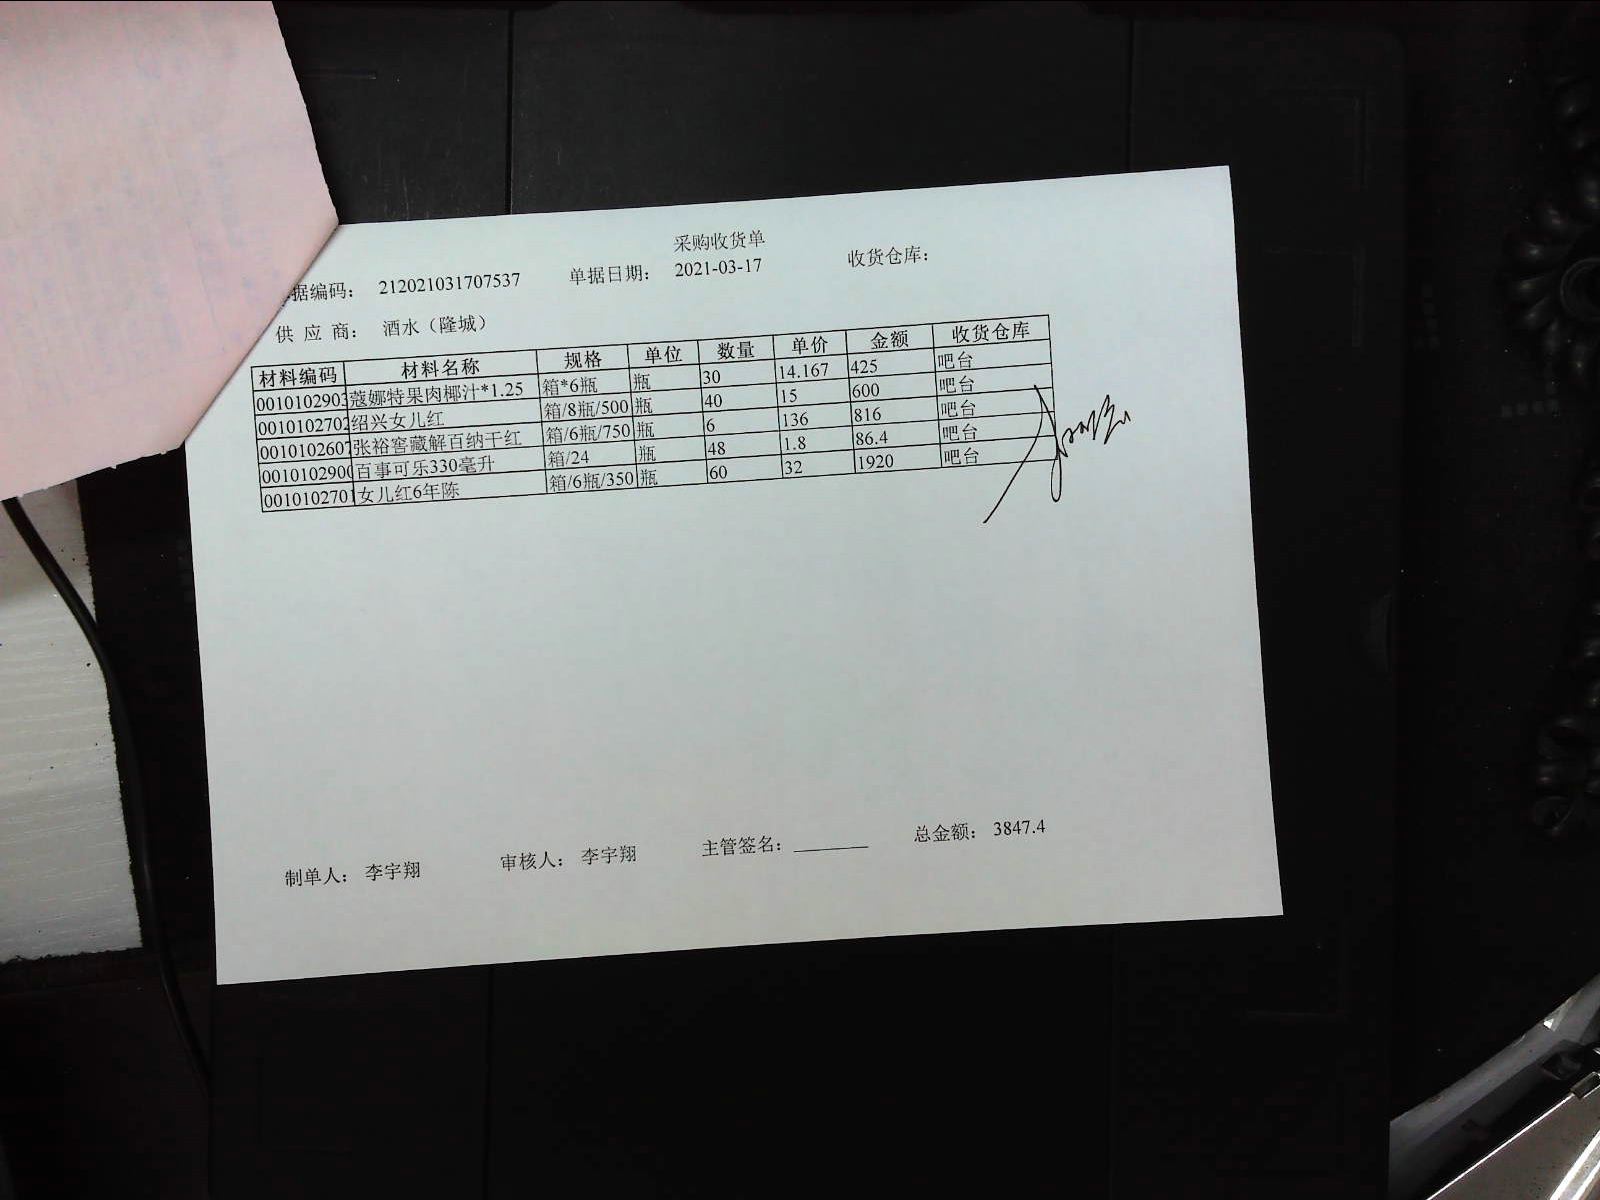 采购收货单
据编码: 212021031707537 单据日期: 2021-03-17 收货仓库:
供应商: 酒水（隆城）
材料编码 材料名称 规格 单位 数量 单价 金额 收货仓库
0010102903 蔻娜特果肉椰汁*1.25 箱*6瓶 瓶 30 14.167 425 吧台
0010102702 绍兴女儿红 箱/8瓶/500 瓶 40 15 600 吧台
0010102607 张裕窖藏解百纳干红 箱/6瓶/750 瓶 6 136 816 吧台
0010102900 百事可乐330毫升 箱/24 瓶 48 1.8 86.4 吧台
0010102701 女儿红6年陈 箱/6瓶/350 瓶 60 32 1920 吧台
制单人: 李宇翔 审核人: 李宇翔 主管签名: 总金额: 3847.4